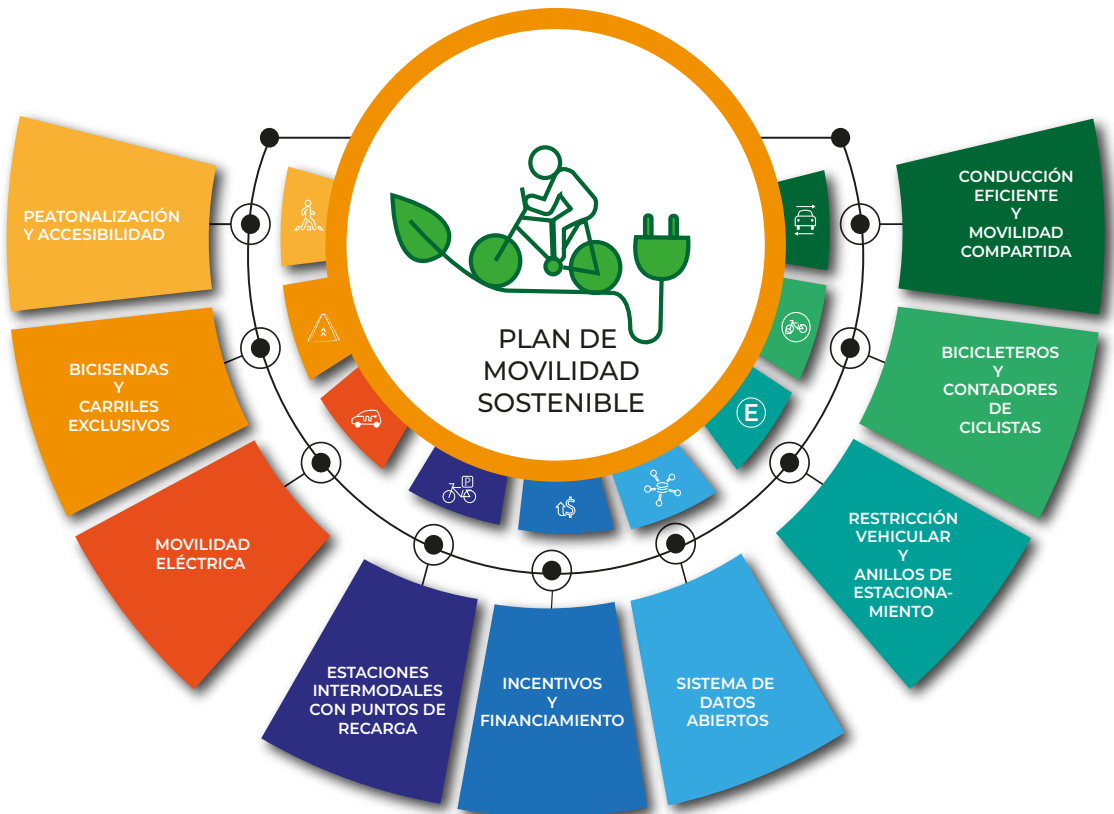 PLAN DE
MOVILIDAD
SOSTENIBLE
PEATONALIZACIÓN
Y ACCESIBILIDAD
BICISENDAS
Y
CARRILES
EXCLUSIVOS
MOVILIDAD
ELÉCTRICA
ESTACIONES
INTERMODALES
CON PUNTOS DE
RECARGA
INCENTIVOS
Y
FINANCIAMIENTO
SISTEMA DE
DATOS
ABIERTOS
RESTRICCIÓN
VEHICULAR
Y
ANILLOS DE
ESTACIONA-
MIENTO
BICICLETEROS
Y
CONTADORES
DE
CICLISTAS
CONDUCCIÓN
EFICIENTE
Y
MOVILIDAD
COMPARTIDA
P
$
E